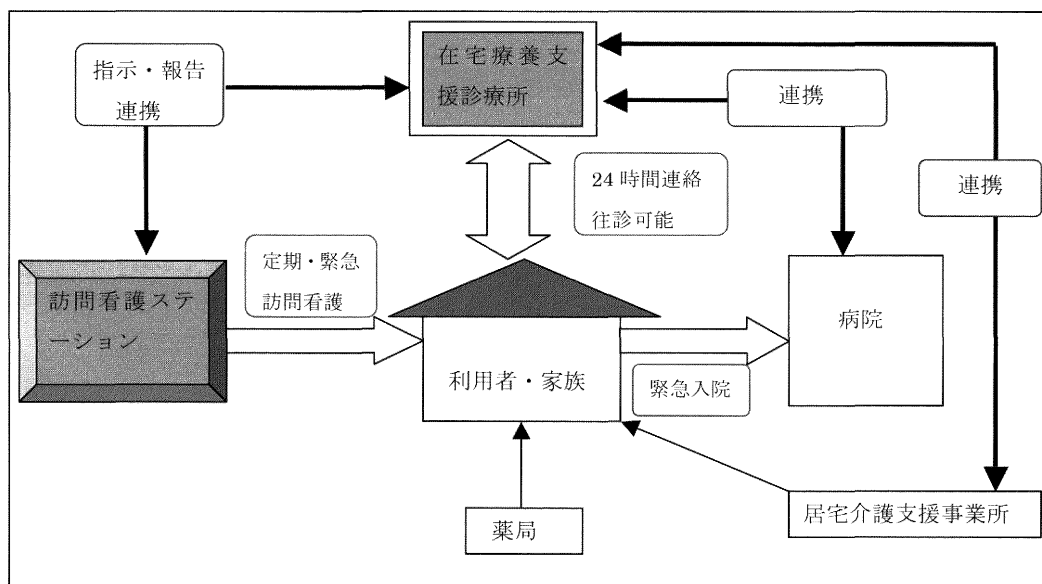 指示・報告
連携
在宅療養支
援診療所
連携
24時間連絡
往診可能
連携
定期・緊急
訪問看護
訪問看護ステ
ーション
利用者・家族
病院
緊急入院
薬局
居宅介護支援事業所